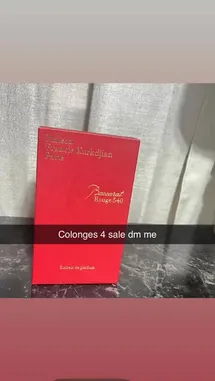 Maison
Francis Kurkdjian
Paris
Baccarat
Rouge 540
Colonges 4 sale dm me
Extrait de parfum